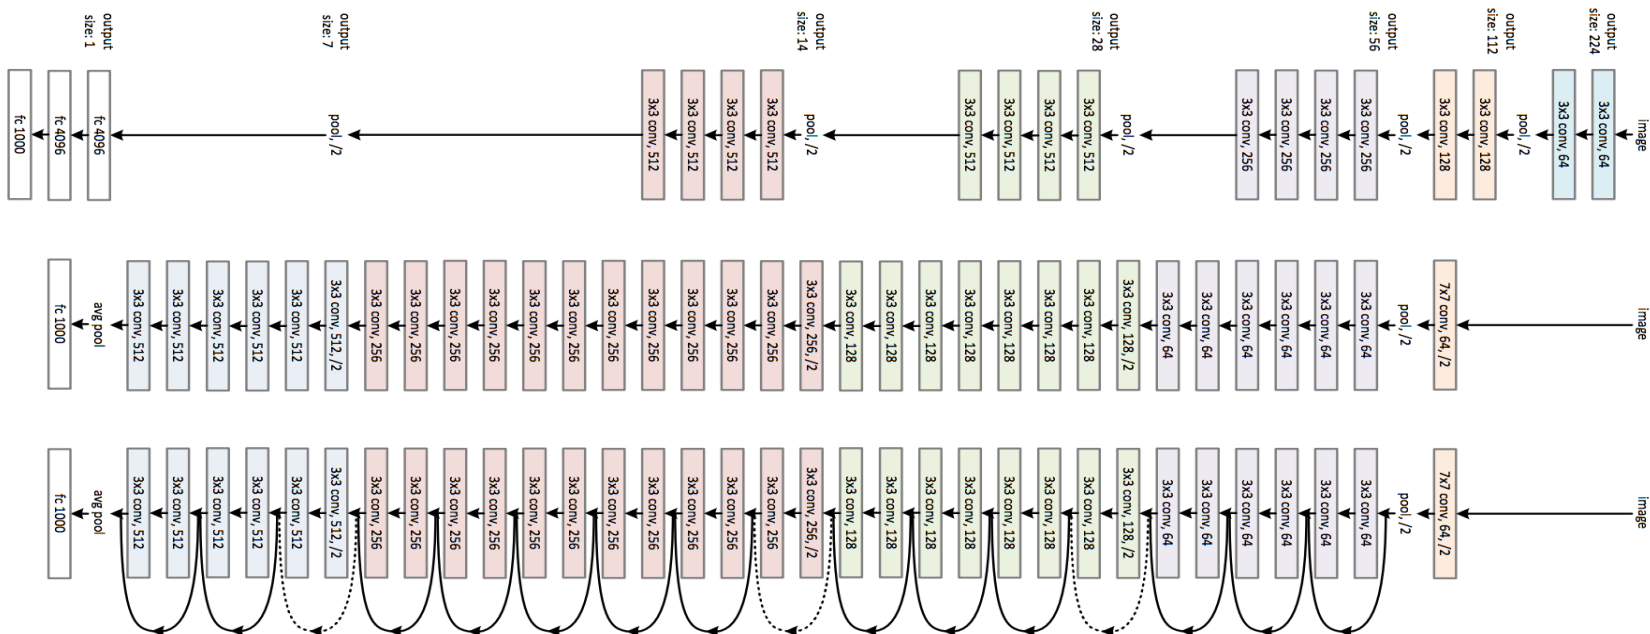 output
size: 224
output
size: 112
output
size: 56
output
size: 28
output
size: 14
output
size: 7
output
size: 1
image
3x3 conv, 64
3x3 conv, 64
pool, /2
3x3 conv, 128
3x3 conv, 128
pool, /2
3x3 conv, 256
3x3 conv, 256
3x3 conv, 256
3x3 conv, 256
pool, /2
3x3 conv, 512
3x3 conv, 512
3x3 conv, 512
3x3 conv, 512
pool, /2
3x3 conv, 512
3x3 conv, 512
3x3 conv, 512
3x3 conv, 512
pool, /2
fc 4096
fc 4096
fc 1000
image
7x7 conv, 64, /2
pool, /2
3x3 conv, 64
3x3 conv, 64
3x3 conv, 64
3x3 conv, 64
3x3 conv, 64
3x3 conv, 64
3x3 conv, 128, /2
3x3 conv, 128
3x3 conv, 128
3x3 conv, 128
3x3 conv, 128
3x3 conv, 128
3x3 conv, 128
3x3 conv, 128
3x3 conv, 256, /2
3x3 conv, 256
3x3 conv, 256
3x3 conv, 256
3x3 conv, 256
3x3 conv, 256
3x3 conv, 256
3x3 conv, 256
3x3 conv, 256
3x3 conv, 256
3x3 conv, 256
3x3 conv, 256
3x3 conv, 512, /2
3x3 conv, 512
3x3 conv, 512
3x3 conv, 512
3x3 conv, 512
3x3 conv, 512
avg pool
fc 1000
image
7x7 conv, 64, /2
pool, /2
3x3 conv, 64
3x3 conv, 64
3x3 conv, 64
3x3 conv, 64
3x3 conv, 64
3x3 conv, 64
3x3 conv, 128, /2
3x3 conv, 128
3x3 conv, 128
3x3 conv, 128
3x3 conv, 128
3x3 conv, 128
3x3 conv, 128
3x3 conv, 128
3x3 conv, 256, /2
3x3 conv, 256
3x3 conv, 256
3x3 conv, 256
3x3 conv, 256
3x3 conv, 256
3x3 conv, 256
3x3 conv, 256
3x3 conv, 256
3x3 conv, 256
3x3 conv, 256
3x3 conv, 256
3x3 conv, 512, /2
3x3 conv, 512
3x3 conv, 512
3x3 conv, 512
3x3 conv, 512
3x3 conv, 512
avg pool
fc 1000